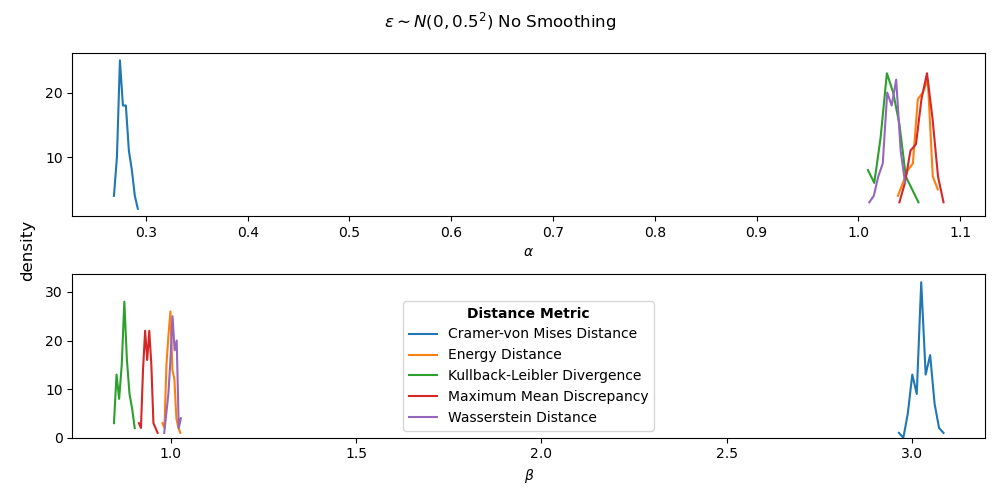 ε ~ N(0, 0.5²) No Smoothing
20
10
0.3 0.4 0.5 0.6 0.7 0.8 0.9 1.0 1.1
α
density
30
20
10
0
Distance Metric
Cramer-von Mises Distance
Energy Distance
Kullback-Leibler Divergence
Maximum Mean Discrepancy
Wasserstein Distance
1.0 1.5 2.0 2.5 3.0
β